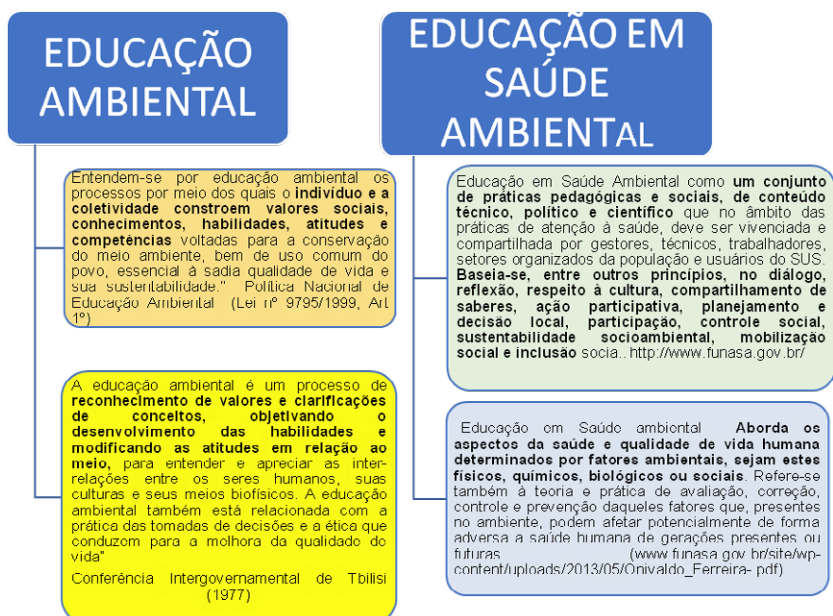 EDUCAÇÃO
AMBIENTAL
Entendem-se por educação ambiental os
processos por meio dos quais o indivíduo e a
coletividade constroem valores sociais,
conhecimentos, habilidades, atitudes e
competências voltadas para a conservação
do meio ambiente, bem de uso comum do
povo, essencial à sadia qualidade de vida e
sua sustentabilidade." Política Nacional de
Educação Ambiental (Lei nº 9795/1999, Art
1º)
A educação ambiental é um processo de
reconhecimento de valores e clarificações
de conceitos, objetivando o
desenvolvimento das habilidades e
modificando as atitudes em relação ao
meio, para entender e apreciar as inter-
relações entre os seres humanos, suas
culturas e seus meios biofísicos. A educação
ambiental também está relacionada com a
prática das tomadas de decisões e a ética que
conduzem para a melhora da qualidade de
vida"
Conferência Intergovernamental de Tbilisi
(1977)
EDUCAÇÃO EM
SAÚDE
AMBIENTAL
Educação em Saúde Ambiental como um conjunto
de práticas pedagógicas e sociais, de conteúdo
técnico, político e científico que no âmbito das
práticas de atenção à saúde, deve ser vivenciada e
compartilhada por gestores, técnicos, trabalhadores,
setores organizados da população e usuários do SUS.
Baseia-se, entre outros princípios, no diálogo,
reflexão, respeito à cultura, compartilhamento de
saberes, ação participativa, planejamento e
decisão local, participação, controle social,
sustentabilidade socioambiental, mobilização
social e inclusão socia.. http://www.funasa.gov.br/
Educação em Saúdo ambiental Aborda os
aspectos da saúde e qualidade de vida humana
determinados por fatores ambientais, sejam estes
físicos, químicos, biológicos ou sociais. Refere-se
também à teoria e prática de avaliação, correção,
controle e prevenção daqueles fatores que, presentes
no ambiente, podem afetar potencialmente de forma
adversa a saúde humana de gerações presentes ou
futuras (www funasa gov br/site/wp-
content/uploads/2013/05/Onivaldo_Ferreira- pdf)